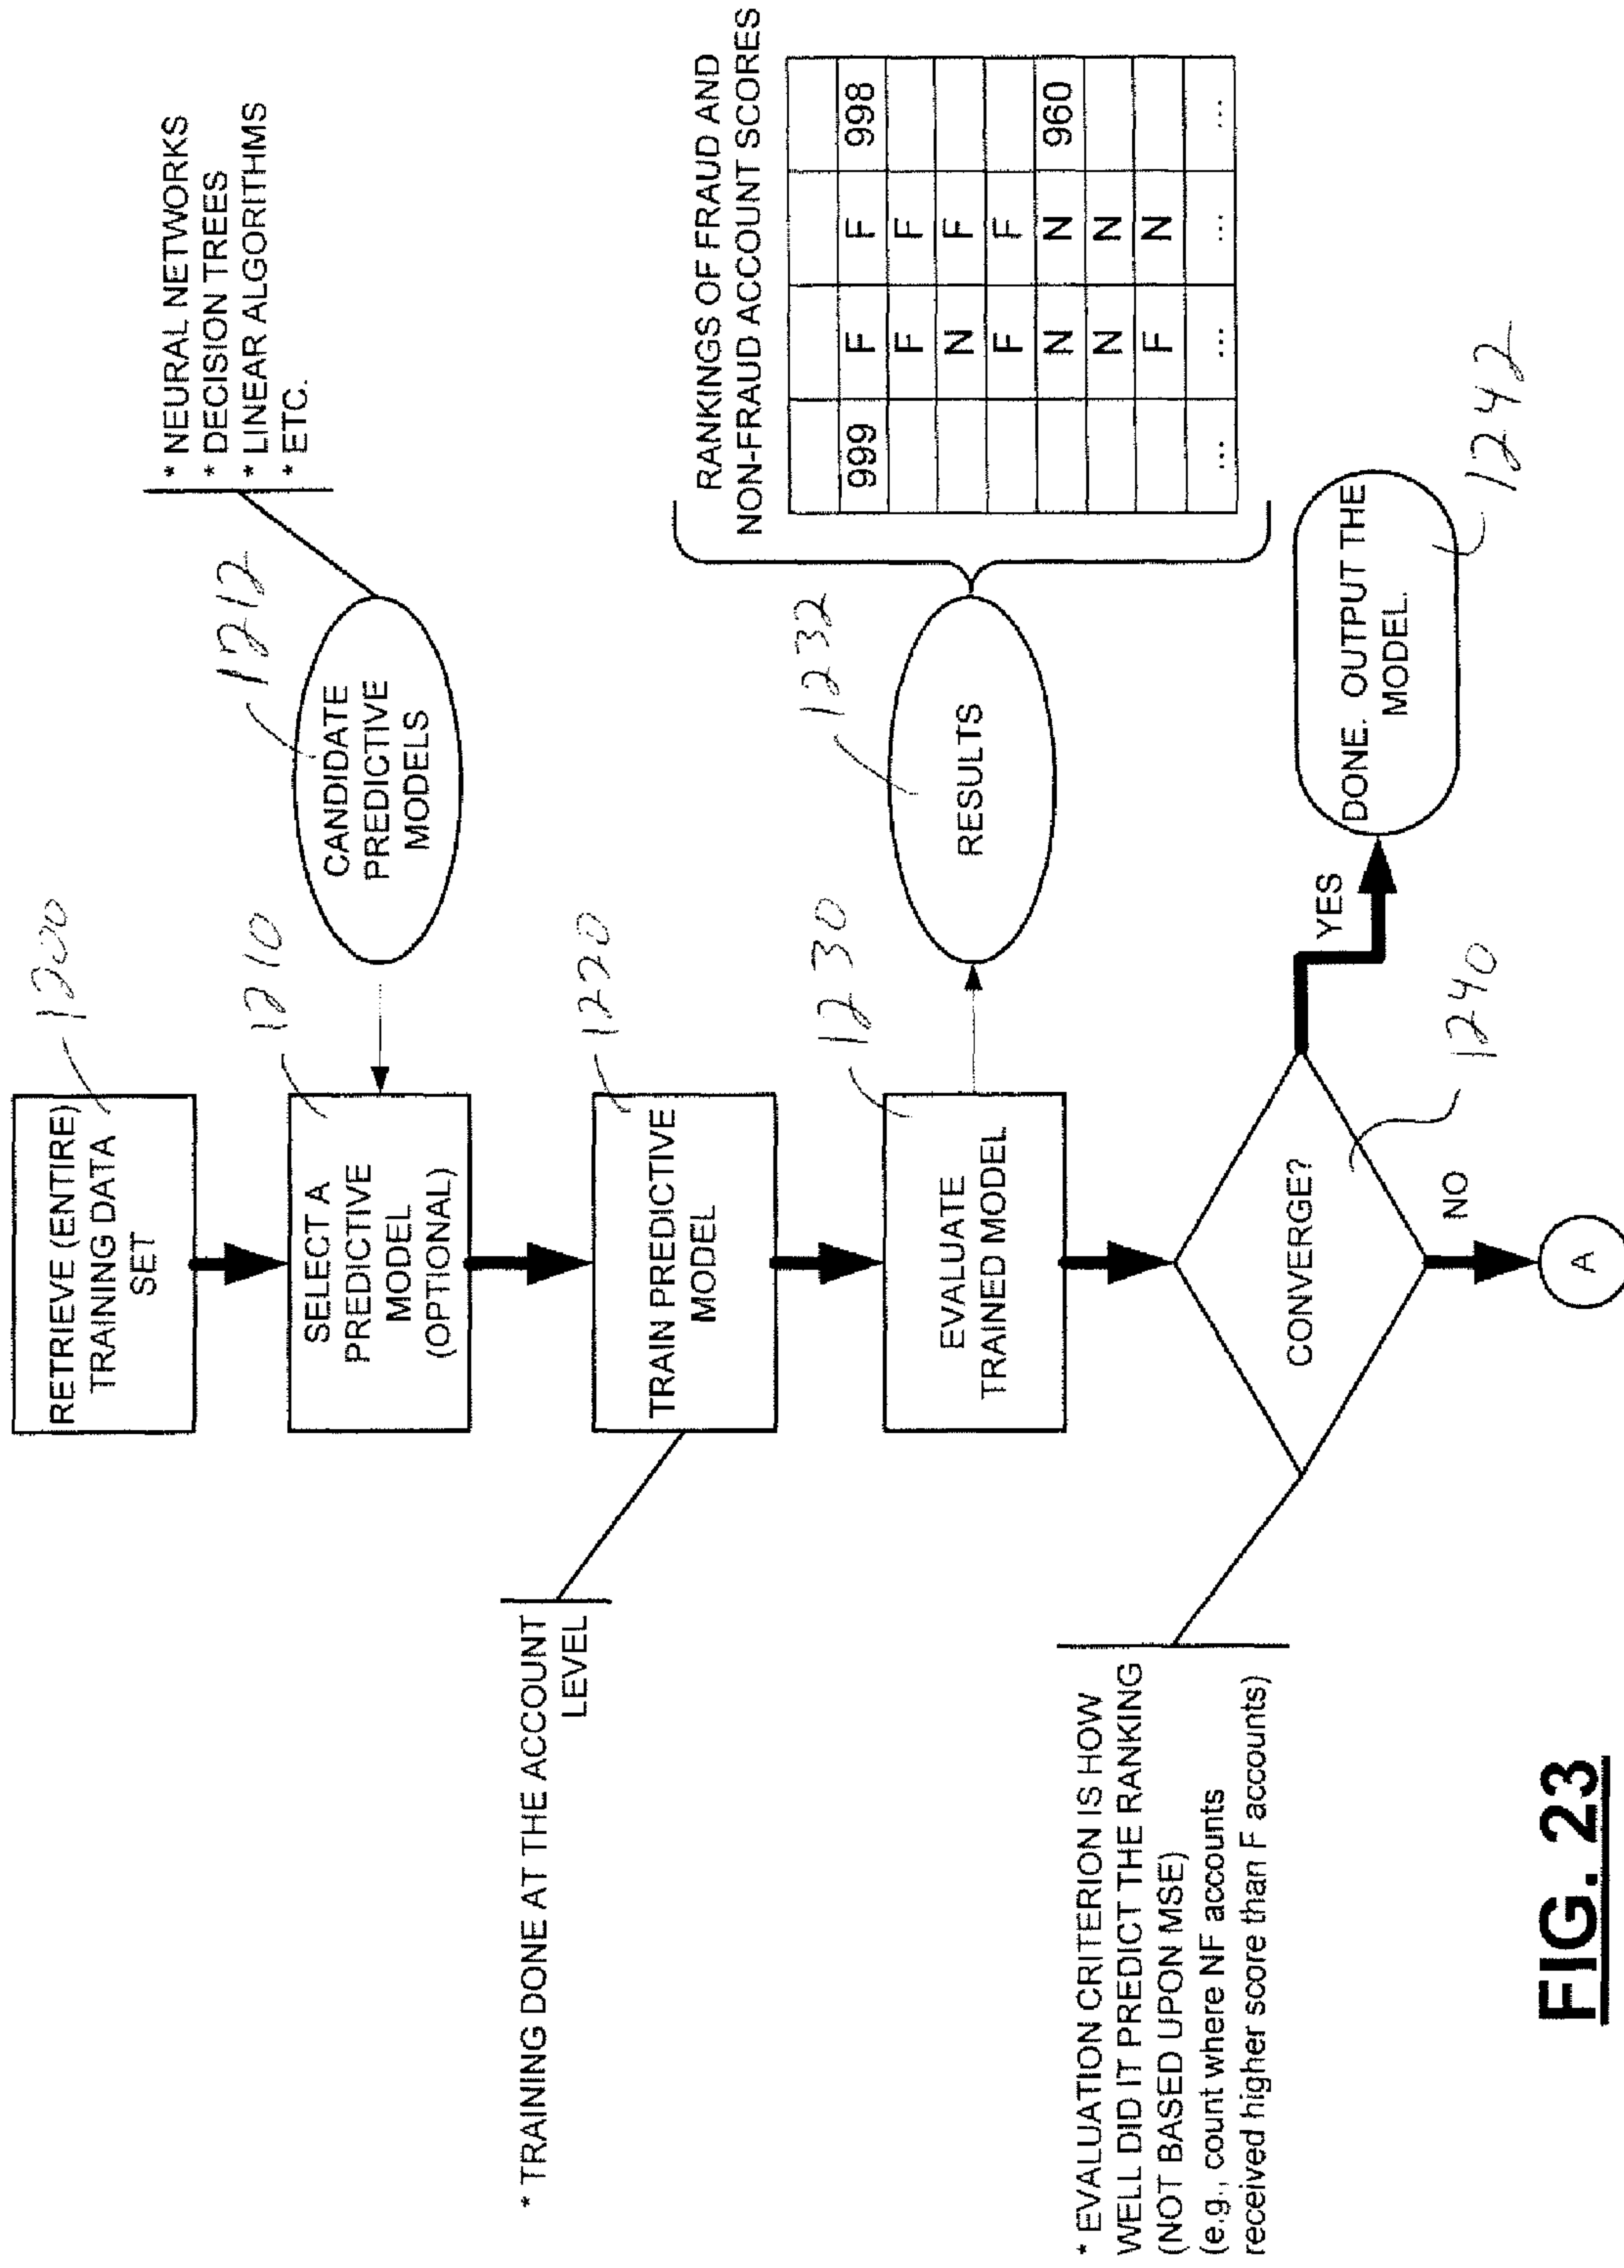 1200
RETRIEVE (ENTIRE)
TRAINING DATA
SET
1210
SELECT A
PREDICTIVE
MODEL
(OPTIONAL)
1212
CANDIDATE
PREDICTIVE
MODELS
* NEURAL NETWORKS
* DECISION TREES
* LINEAR ALGORITHMS
* ETC.
* TRAINING DONE AT THE ACCOUNT
LEVEL
1220
TRAIN PREDICTIVE
MODEL
1230
EVALUATE
TRAINED MODEL
1232
RESULTS
RANKINGS OF FRAUD AND
NON-FRAUD ACCOUNT SCORES
999 F F 998
F F
N F
F F
N N 960
N N
F N
... ... ... ...
* EVALUATION CRITERION IS HOW
WELL DID IT PREDICT THE RANKING
(NOT BASED UPON MSE)
(e.g., count where NF accounts
received higher score than F accounts)
CONVERGE?
1240
YES
DONE. OUTPUT THE
MODEL.
1242
NO
A
FIG. 23